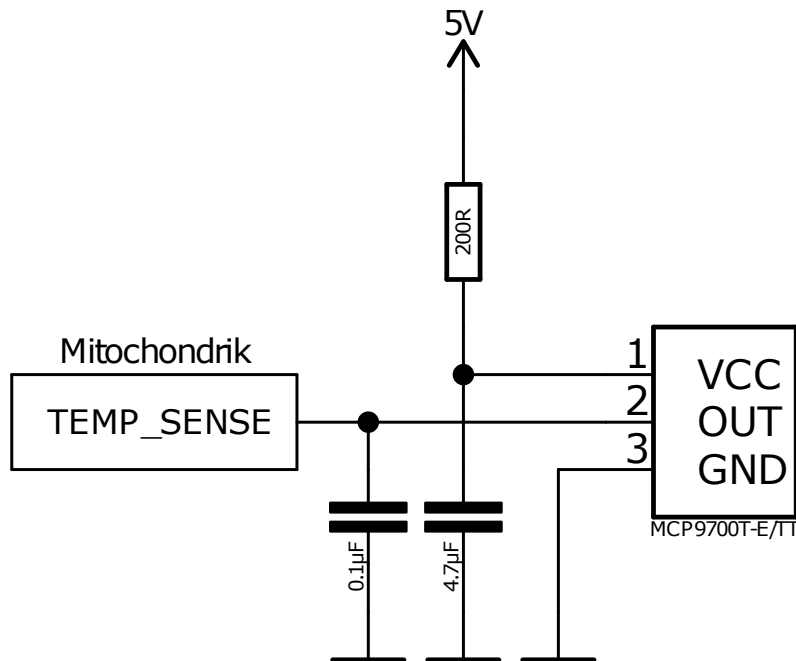 5V
200R
Mitochondrik
TEMP_SENSE
1
2
3
VCC
OUT
GND
MCP9700T-E/TT
0.1µF
4.7µF